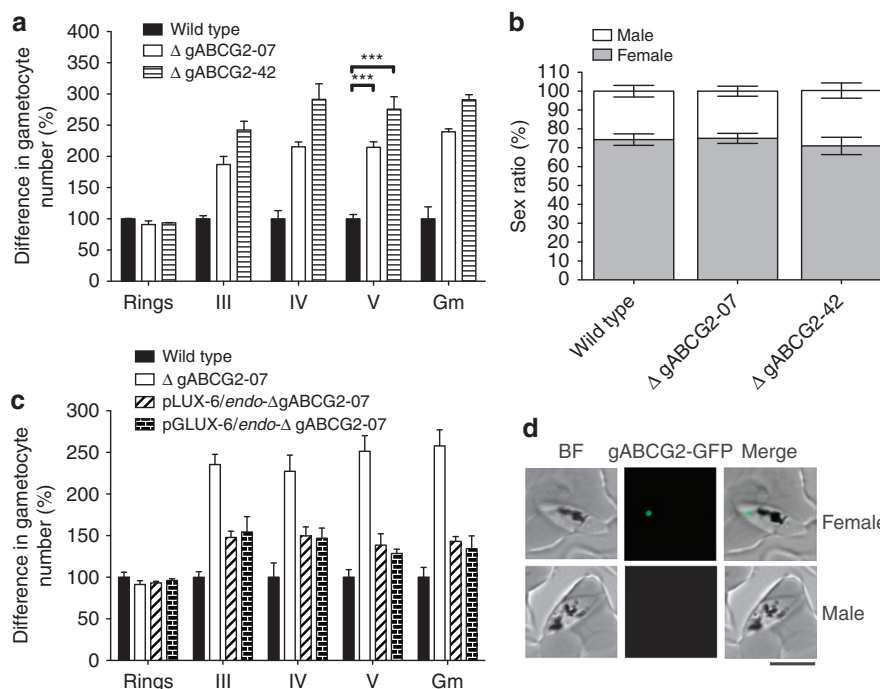 a
Wild type
Δ gABCG2-07
Δ gABCG2-42
Difference in gametocyte
number (%)
400
350
300
250
200
150
100
50
0
***
***
Rings III IV V Gm
b
Male
Female
Sex ratio (%)
110
100
90
80
70
60
50
40
30
20
10
0
Wild type
Δ gABCG2-07
Δ gABCG2-42
c
Wild type
Δ gABCG2-07
pLUX-6/endo-ΔgABCG2-07
pGLUX-6/endo-Δ gABCG2-07
Difference in gametocyte
number (%)
300
250
200
150
100
50
0
Rings III IV V Gm
d
BF gABCG2-GFP Merge
Female
Male